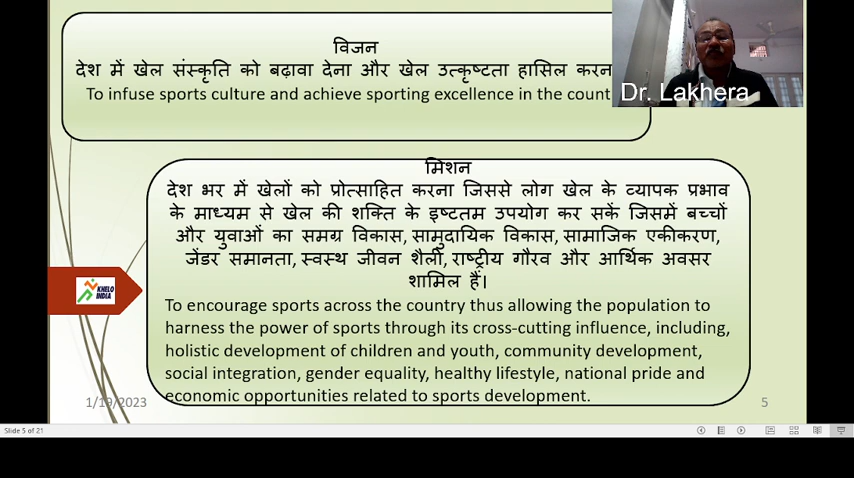 विजन
देश में खेल संस्कृति को बढ़ावा देना और खेल उत्कृष्टता हासिल
To infuse sports culture and achieve sporting excellence in the
Dr. Lakhera
मिशन
देश भर में खेलों को प्रोत्साहित करना जिससे लोग खेल के व्यापक प्रभाव
के माध्यम से खेल की शक्ति के इष्टतम उपयोग कर सकें जिसमें बच्चों
और युवाओं का समग्र विकास, सामुदायिक विकास, सामाजिक एकीकरण,
जेंडर समानता, स्वस्थ जीवन शैली, राष्ट्रीय गौरव और आर्थिक अवसर
शामिल हैं।
KHELO
INDIA
To encourage sports across the country thus allowing the population to
harness the power of sports through its cross-cutting influence, including,
holistic development of children and youth, community development,
social integration, gender equality, healthy lifestyle, national pride and
economic opportunities related to sports development.
1/19/2023
5
Slide 5 of 21